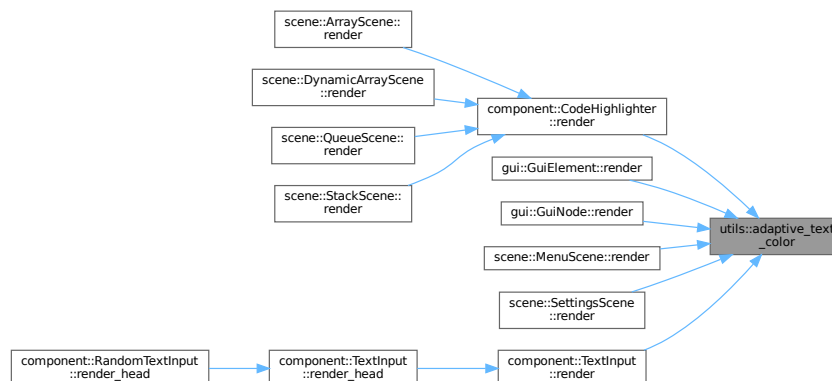 scene::ArrayScene::
render
scene::DynamicArrayScene
::render
component::CodeHighlighter
::render
scene::QueueScene::
render
gui::GuiElement::render
scene::StackScene::
render
gui::GuiNode::render
utils::adaptive_text
_color
scene::MenuScene::render
scene::SettingsScene
::render
component::RandomTextInput
::render_head
component::TextInput
::render_head
component::TextInput
::render